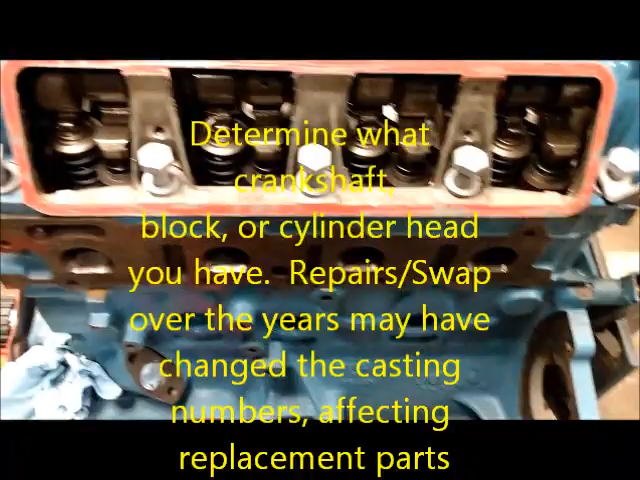 Determine what
crankshaft,
block, or cylinder head
you have.  Repairs/Swap
over the years may have
changed the casting
numbers, affecting
replacement parts